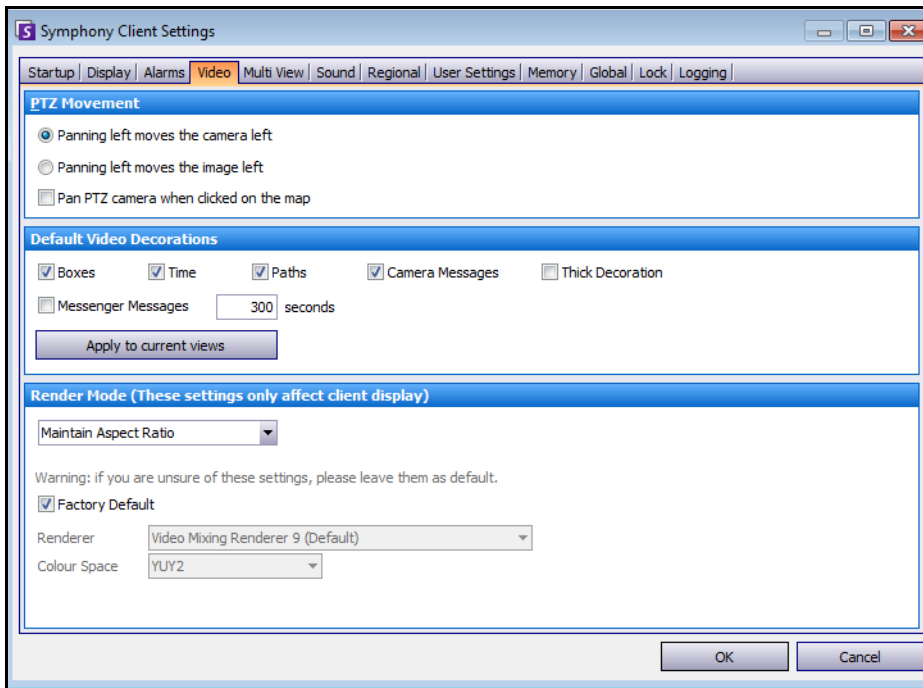 Symphony Client Settings
Startup Display Alarms Video Multi View Sound Regional User Settings Memory Global Lock Logging
PTZ Movement
Panning left moves the camera left
Panning left moves the image left
Pan PTZ camera when clicked on the map
Default Video Decorations
Boxes Time Paths Camera Messages Thick Decoration
Messenger Messages 300 seconds
Apply to current views
Render Mode (These settings only affect client display)
Maintain Aspect Ratio
Warning: if you are unsure of these settings, please leave them as default.
Factory Default
Renderer Video Mixing Renderer 9 (Default)
Colour Space YUY2
OK Cancel